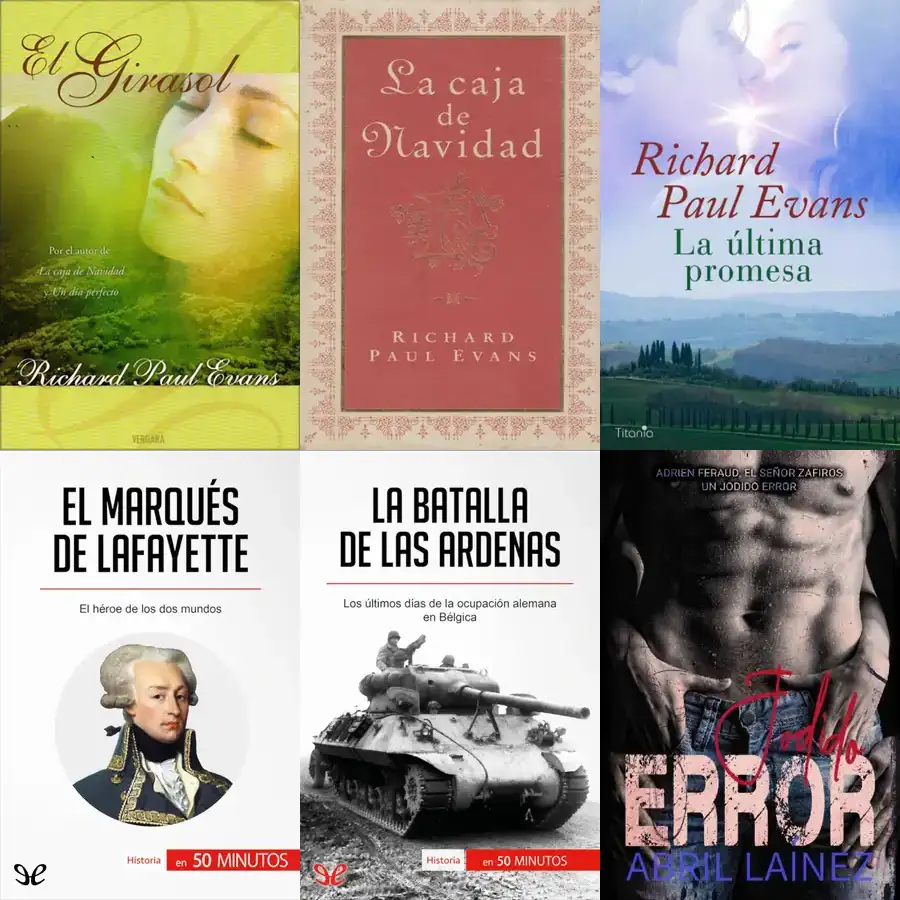 El Girasol
Por el autor de
La caja de Navidad
y Un día perfecto
Richard Paul Evans
VERGARA
La caja
de
Navidad
RICHARD
PAUL EVANS
Richard
Paul Evans
La última
promesa
Titania
EL MARQUÉS
DE LAFAYETTE
El héroe de los dos mundos
Historia en 50 MINUTOS
LA BATALLA
DE LAS ARDENAS
Los últimos días de la ocupación alemana
en Bélgica
Historia en 50 MINUTOS
ADRIEN FERAUD, EL SEÑOR ZAFIROS
UN JODIDO ERROR
Jodido
ERROR
ABRIL LAÍNEZ